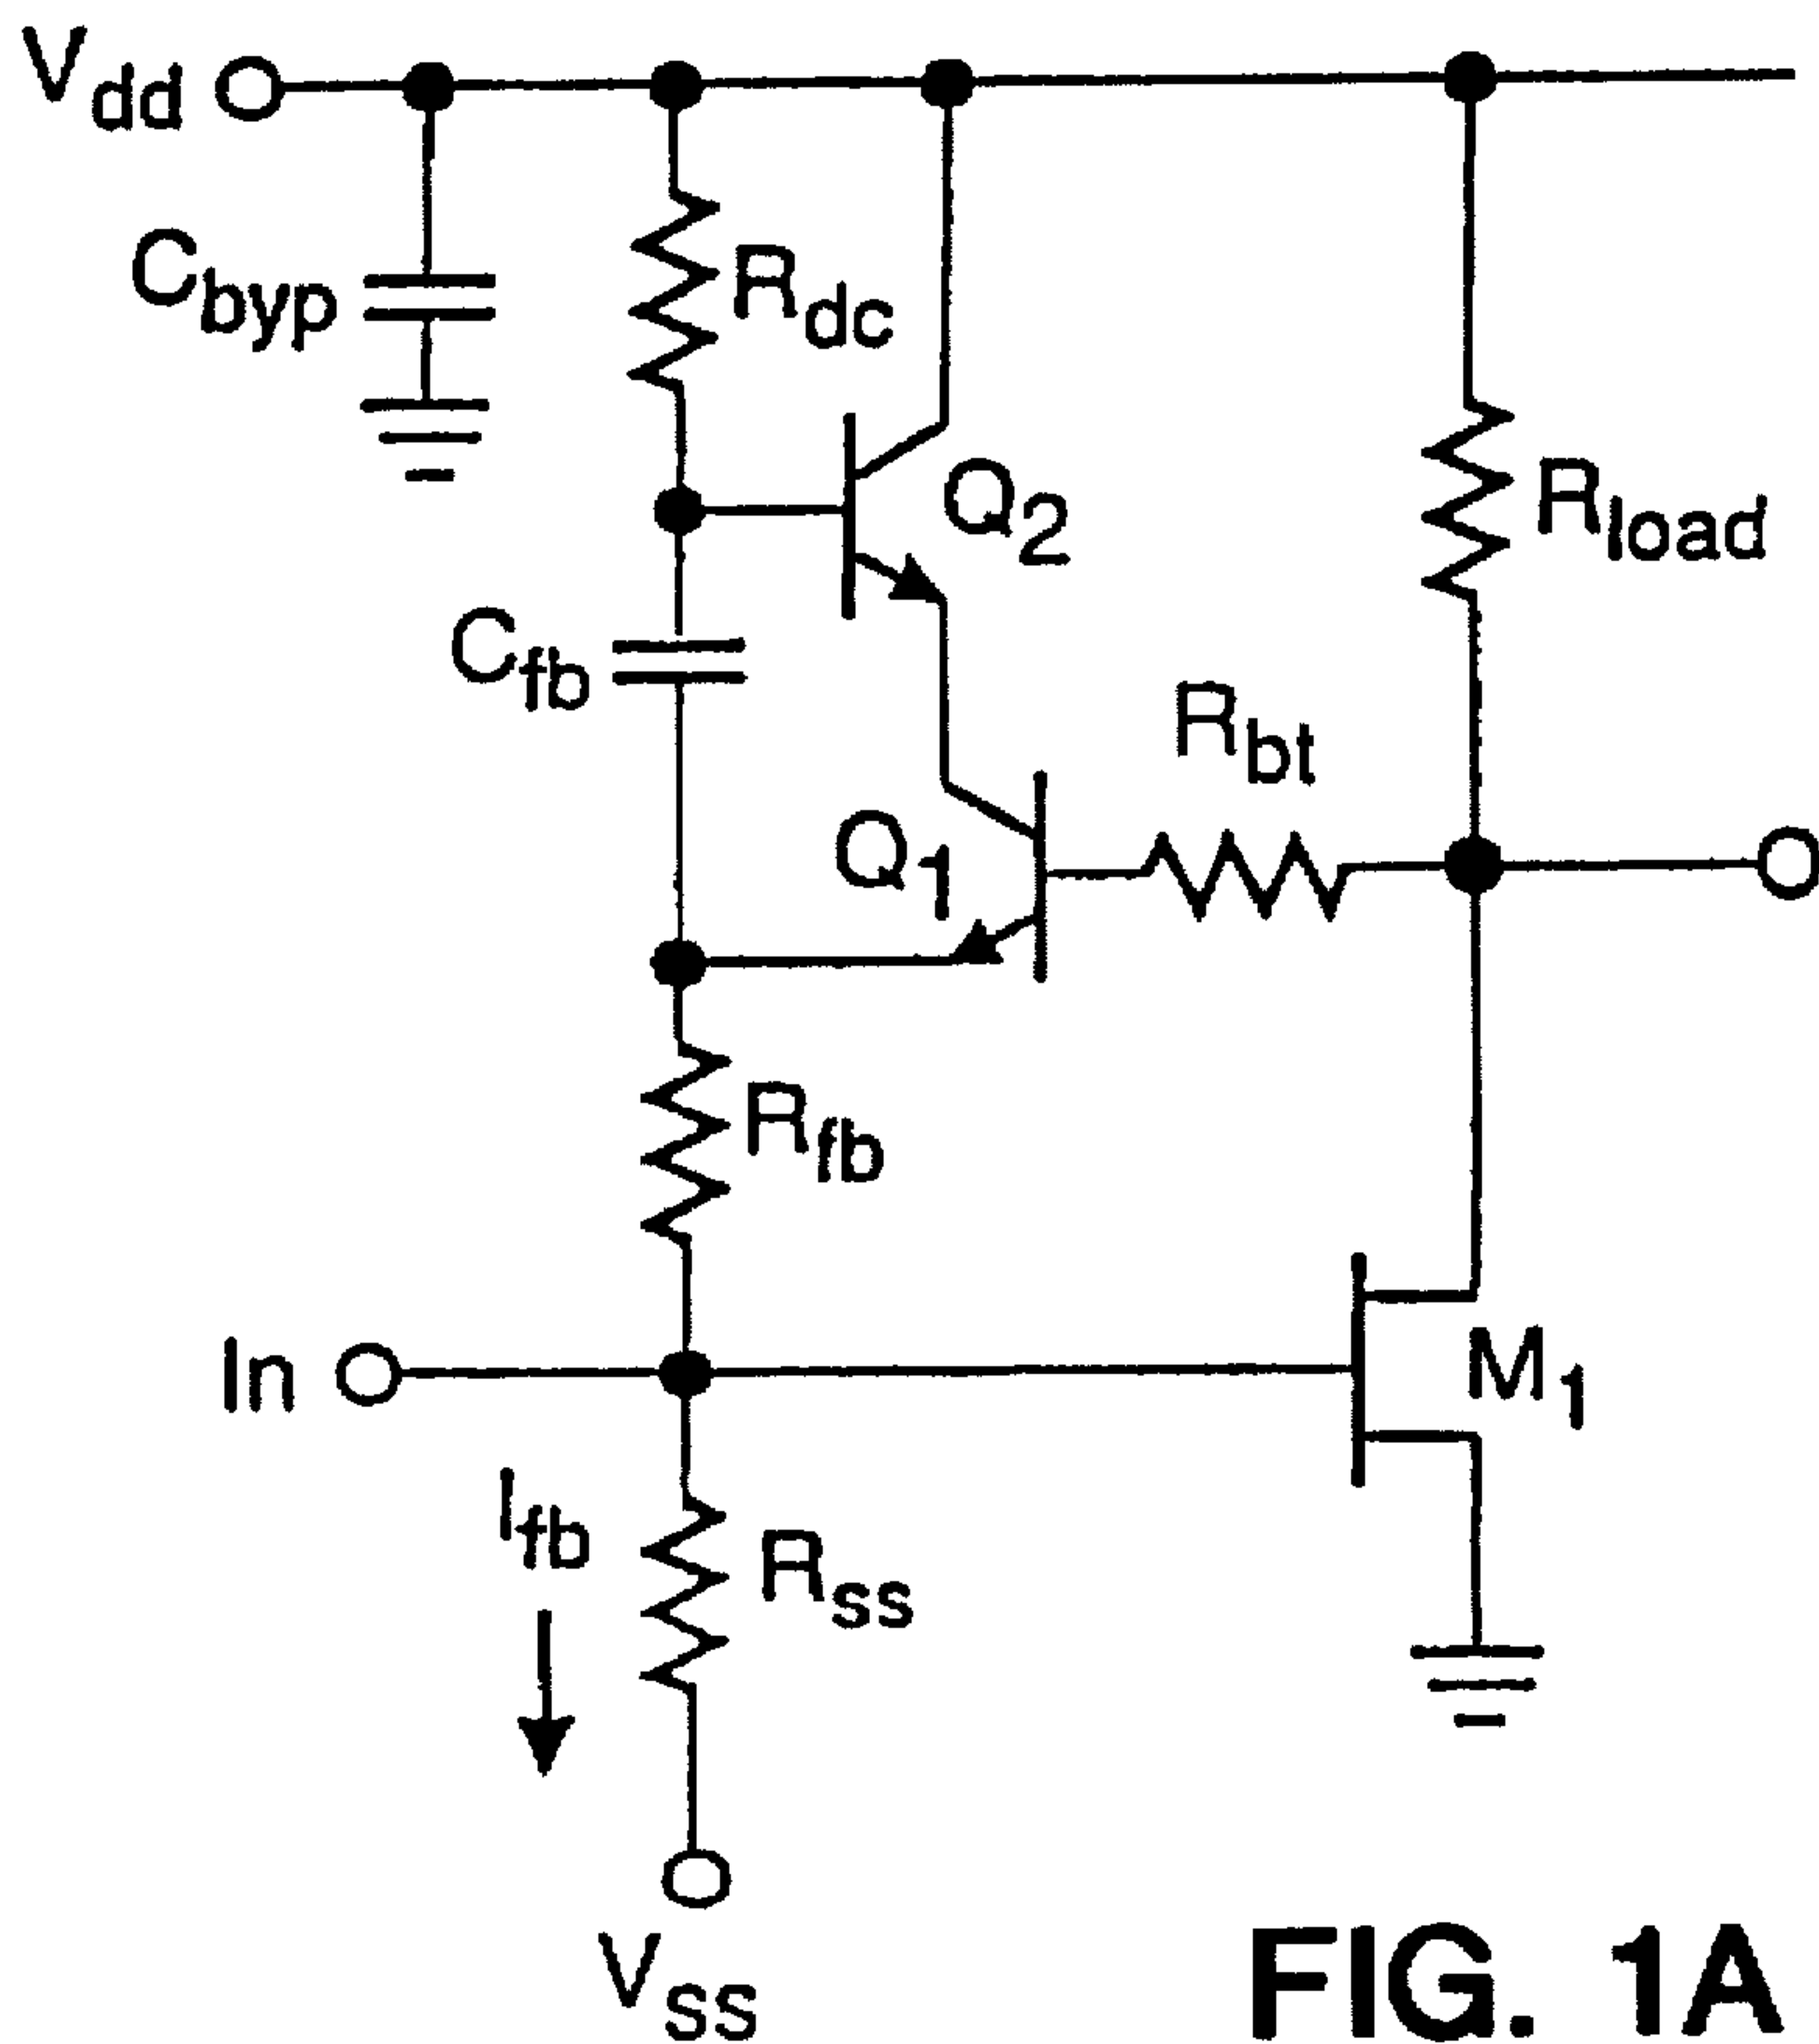 Vdd
Cbyp
Rdc
Q2
Rload
Cfb
Rbt
Q1
Rfb
In
M1
Ifb
Rss
Vss
FIG. 1A